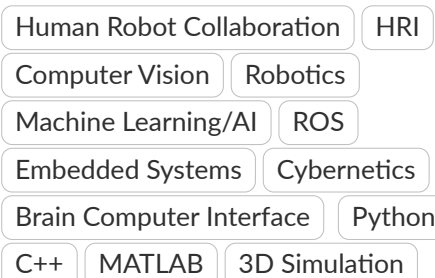 Human Robot Collaboration HRI
Computer Vision Robotics
Machine Learning/AI ROS
Embedded Systems Cybernetics
Brain Computer Interface Python
C++ MATLAB 3D Simulation